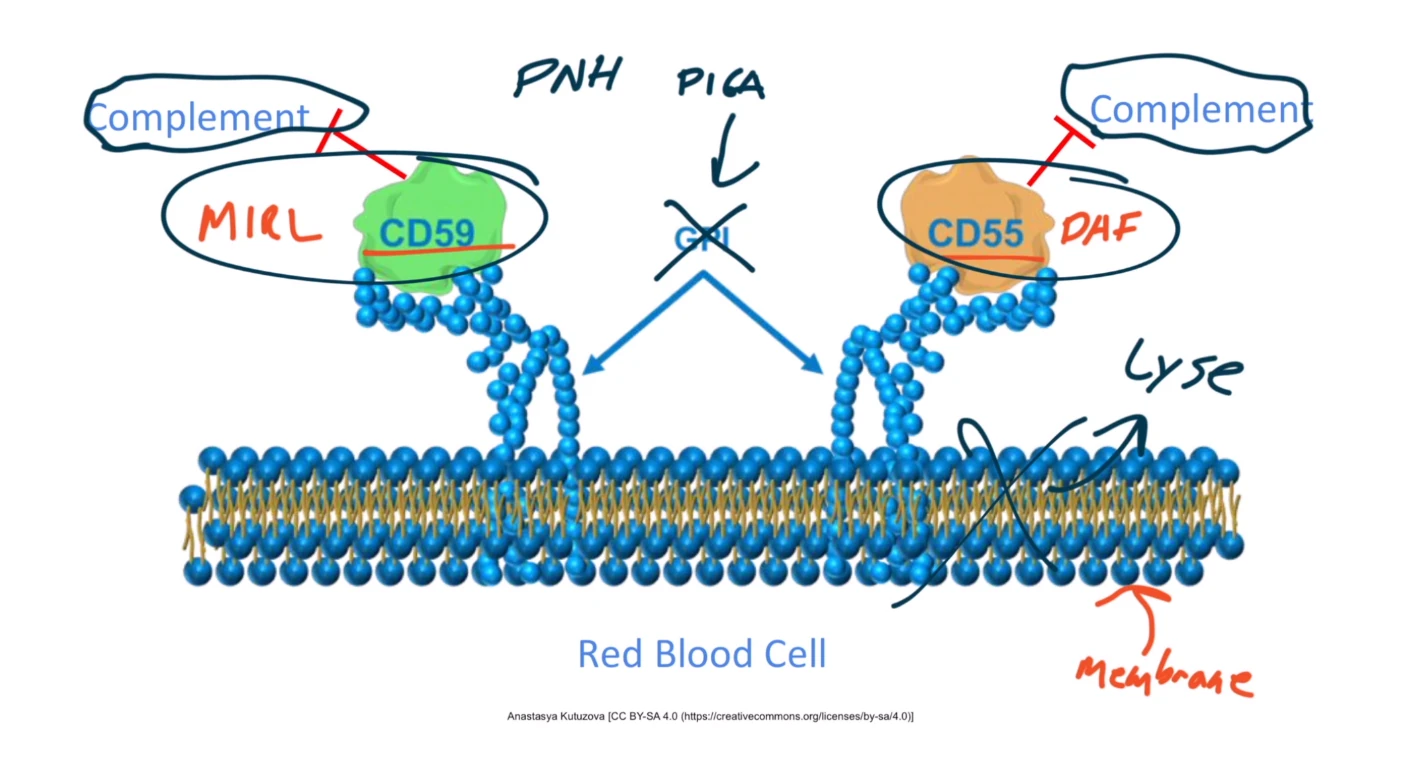 PNH PIGA
Complement
Complement
MIRL CD59
GPI
CD55 DAF
Lyse
Red Blood Cell
Membrane
Anastasya Kutuzova [CC BY-SA 4.0 (https://creativecommons.org/licenses/by-sa/4.0)]